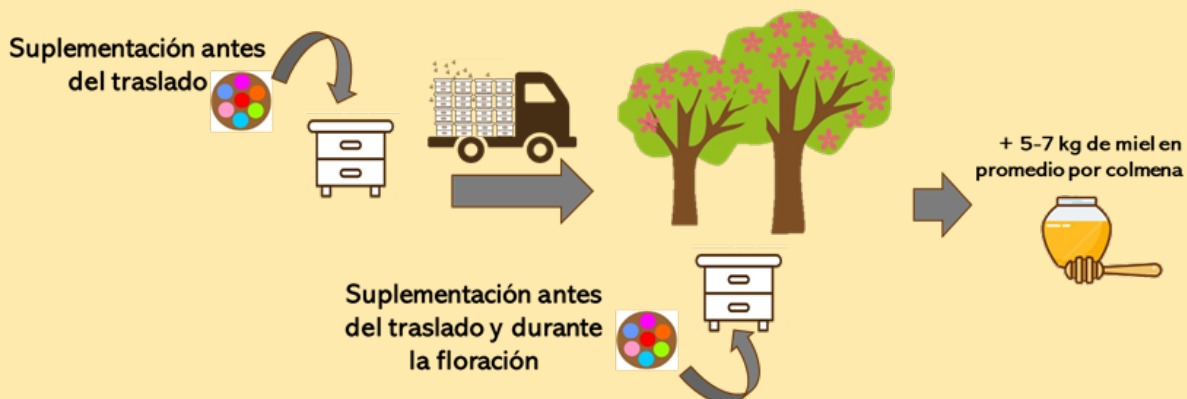 Suplementación antes
del traslado
+ 5-7 kg de miel en
promedio por colmena
Suplementación antes
del traslado y durante
la floración